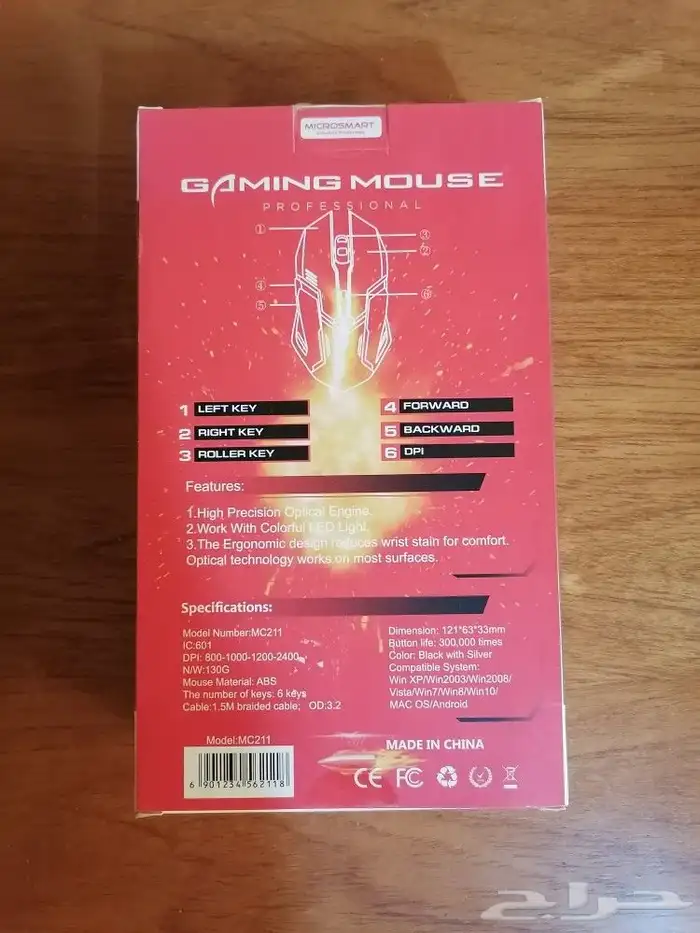 MICROSMART
GAMING MOUSE
PROFESSIONAL
①
③
②
④
⑤
⑥
1 LEFT KEY
2 RIGHT KEY
3 ROLLER KEY
4 FORWARD
5 BACKWARD
6 DPI
Features:
1.High Precision Optical Engine.
2.Work With Colorful LED Light.
3.The Ergonomic design reduces wrist stain for comfort.
Optical technology works on most surfaces.
Specifications:
Model Number:MC211
IC:601
DPI: 800-1000-1200-2400
N/W:130G
Mouse Material: ABS
The number of keys: 6 keys
Cable:1.5M braided cable; OD:3.2
Dimension: 121*63*33mm
Button life: 300,000 times
Color: Black with Silver
Compatible System:
Win XP/Win2003/Win2008/
Vista/Win7/Win8/Win10/
MAC OS/Android
Model:MC211
6 901234 562118
MADE IN CHINA
CE FC
حراج